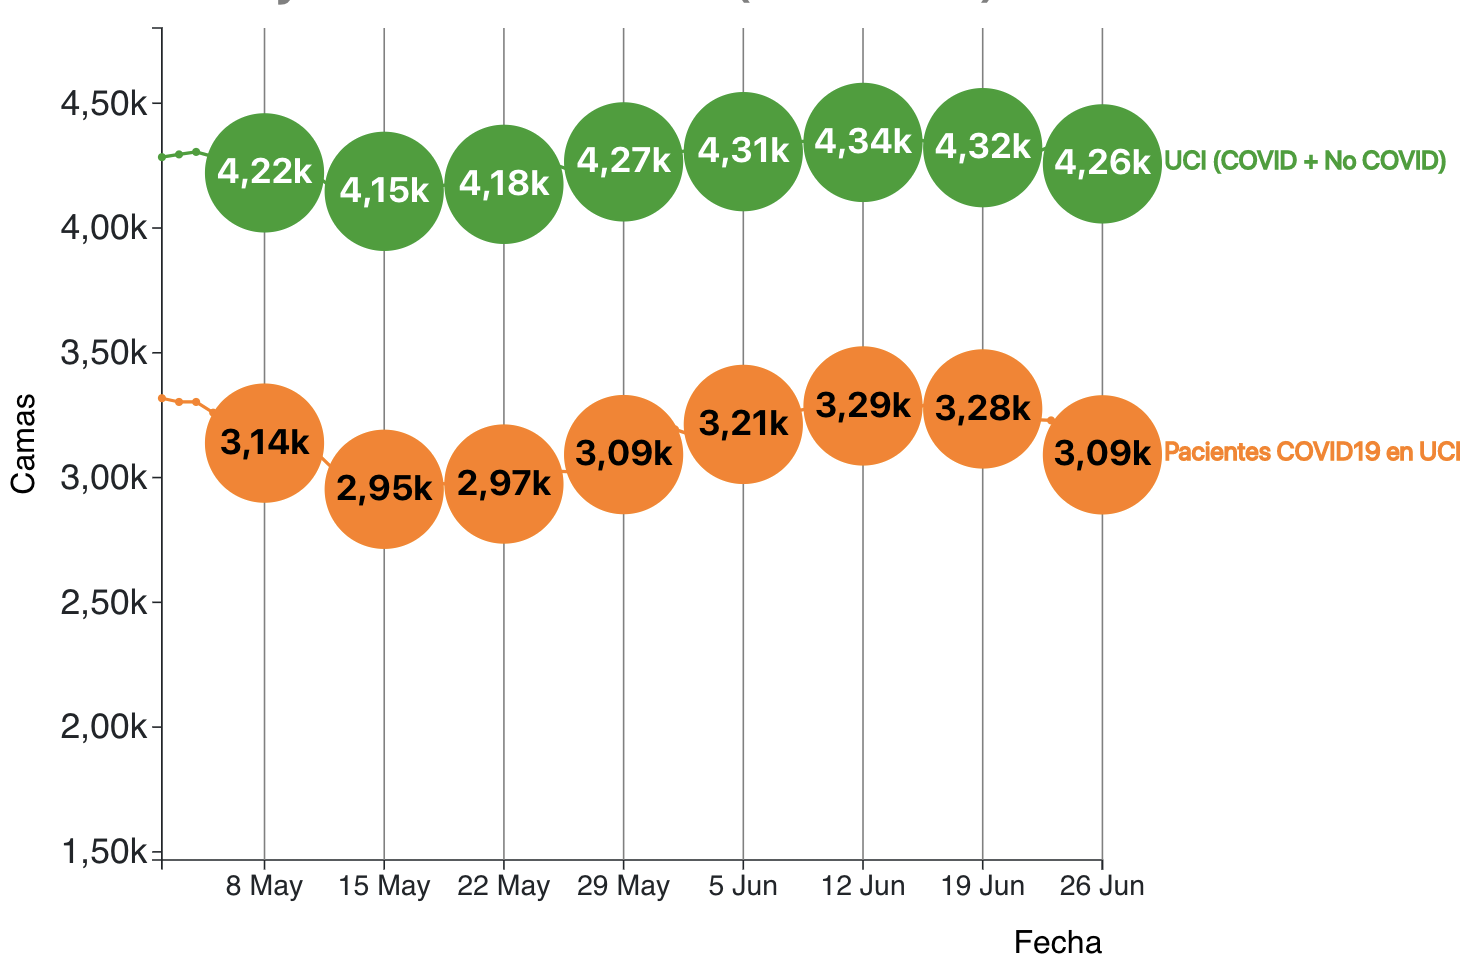 4,50k
4,00k
3,50k
3,00k
2,50k
2,00k
1,50k
Camas
4,22k 4,15k 4,18k 4,27k 4,31k 4,34k 4,32k 4,26k UCI (COVID + No COVID)
3,14k 2,95k 2,97k 3,09k 3,21k 3,29k 3,28k 3,09k Pacientes COVID19 en UCI
8 May 15 May 22 May 29 May 5 Jun 12 Jun 19 Jun 26 Jun
Fecha